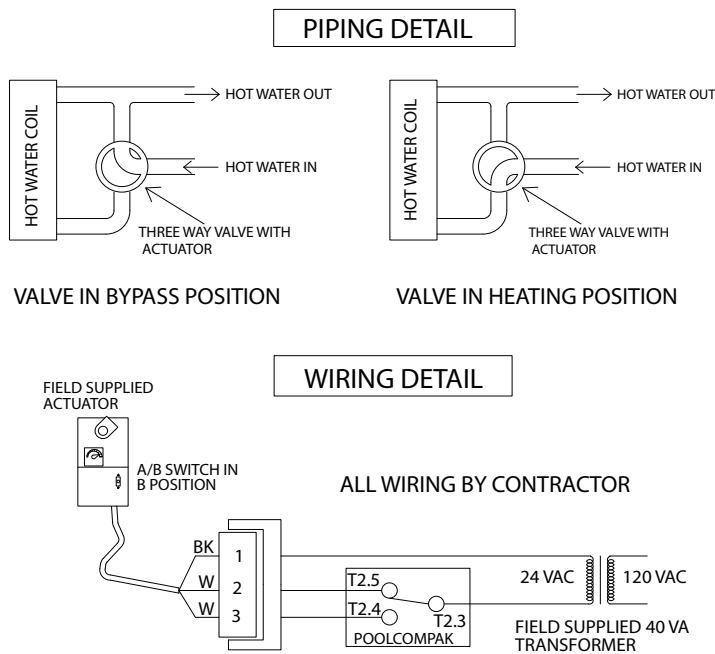 PIPING DETAIL
HOT WATER COIL
HOT WATER OUT
HOT WATER IN
THREE WAY VALVE WITH
ACTUATOR
VALVE IN BYPASS POSITION
HOT WATER COIL
HOT WATER OUT
HOT WATER IN
THREE WAY VALVE WITH
ACTUATOR
VALVE IN HEATING POSITION
WIRING DETAIL
FIELD SUPPLIED
ACTUATOR
A/B SWITCH IN
B POSITION
ALL WIRING BY CONTRACTOR
BK
W
W
1
2
3
T2.5
T2.4
T2.3
POOLCOMPAK
24 VAC
120 VAC
FIELD SUPPLIED 40 VA
TRANSFORMER